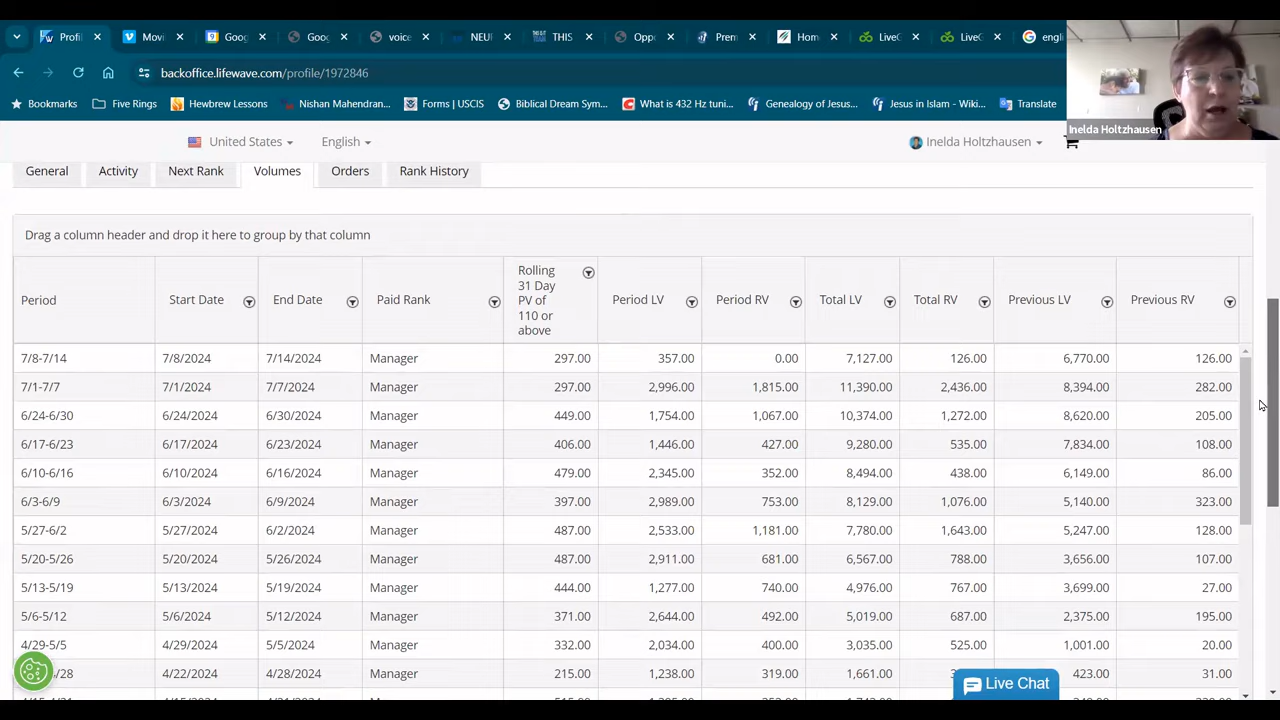 Profil
Movi
Goog
Goo
voice
NEU
THIS
Opp
Prem
Hom
LiveG
LiveG
engli
backoffice.lifewave.com/profile/1972846
Bookmarks Five Rings Hewbrew Lessons Nishan Mahendran... Forms | USCIS Biblical Dream Sym... What is 432 Hz tuni... Genealogy of Jesus... Jesus in Islam - Wiki... Translate
Inelda Holtzhausen
United States English Inelda Holtzhausen
General Activity Next Rank Volumes Orders Rank History
Drag a column header and drop it here to group by that column
Period Start Date End Date Paid Rank Rolling 31 Day PV of 110 or above Period LV Period RV Total LV Total RV Previous LV Previous RV
7/8-7/14 7/8/2024 7/14/2024 Manager 297.00 357.00 0.00 7,127.00 126.00 6,770.00 126.00
7/1-7/7 7/1/2024 7/7/2024 Manager 297.00 2,996.00 1,815.00 11,390.00 2,436.00 8,394.00 282.00
6/24-6/30 6/24/2024 6/30/2024 Manager 449.00 1,754.00 1,067.00 10,374.00 1,272.00 8,620.00 205.00
6/17-6/23 6/17/2024 6/23/2024 Manager 406.00 1,446.00 427.00 9,280.00 535.00 7,834.00 108.00
6/10-6/16 6/10/2024 6/16/2024 Manager 479.00 2,345.00 352.00 8,494.00 438.00 6,149.00 86.00
6/3-6/9 6/3/2024 6/9/2024 Manager 397.00 2,989.00 753.00 8,129.00 1,076.00 5,140.00 323.00
5/27-6/2 5/27/2024 6/2/2024 Manager 487.00 2,533.00 1,181.00 7,780.00 1,643.00 5,247.00 128.00
5/20-5/26 5/20/2024 5/26/2024 Manager 487.00 2,911.00 681.00 6,567.00 788.00 3,656.00 107.00
5/13-5/19 5/13/2024 5/19/2024 Manager 444.00 1,277.00 740.00 4,976.00 767.00 3,699.00 27.00
5/6-5/12 5/6/2024 5/12/2024 Manager 371.00 2,644.00 492.00 5,019.00 687.00 2,375.00 195.00
4/29-5/5 4/29/2024 5/5/2024 Manager 332.00 2,034.00 400.00 3,035.00 525.00 1,001.00 20.00
/28 4/22/2024 4/28/2024 Manager 215.00 1,238.00 319.00 1,661.00 423.00 31.00
Live Chat